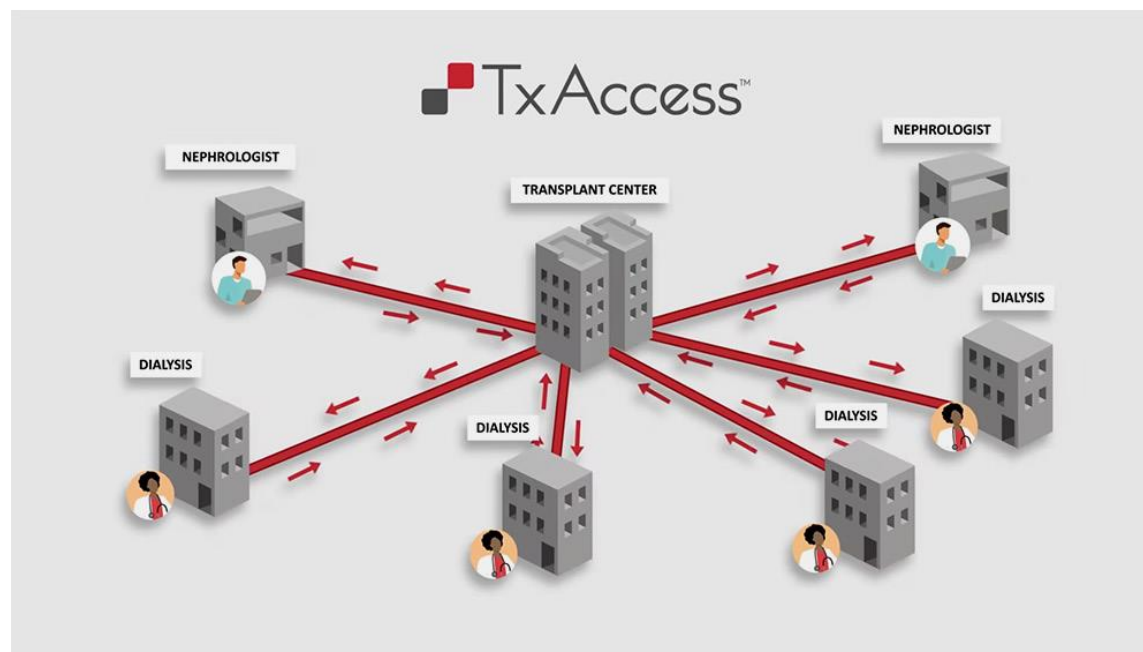 TxAccess™
NEPHROLOGIST
NEPHROLOGIST
TRANSPLANT CENTER
DIALYSIS
DIALYSIS
DIALYSIS
DIALYSIS